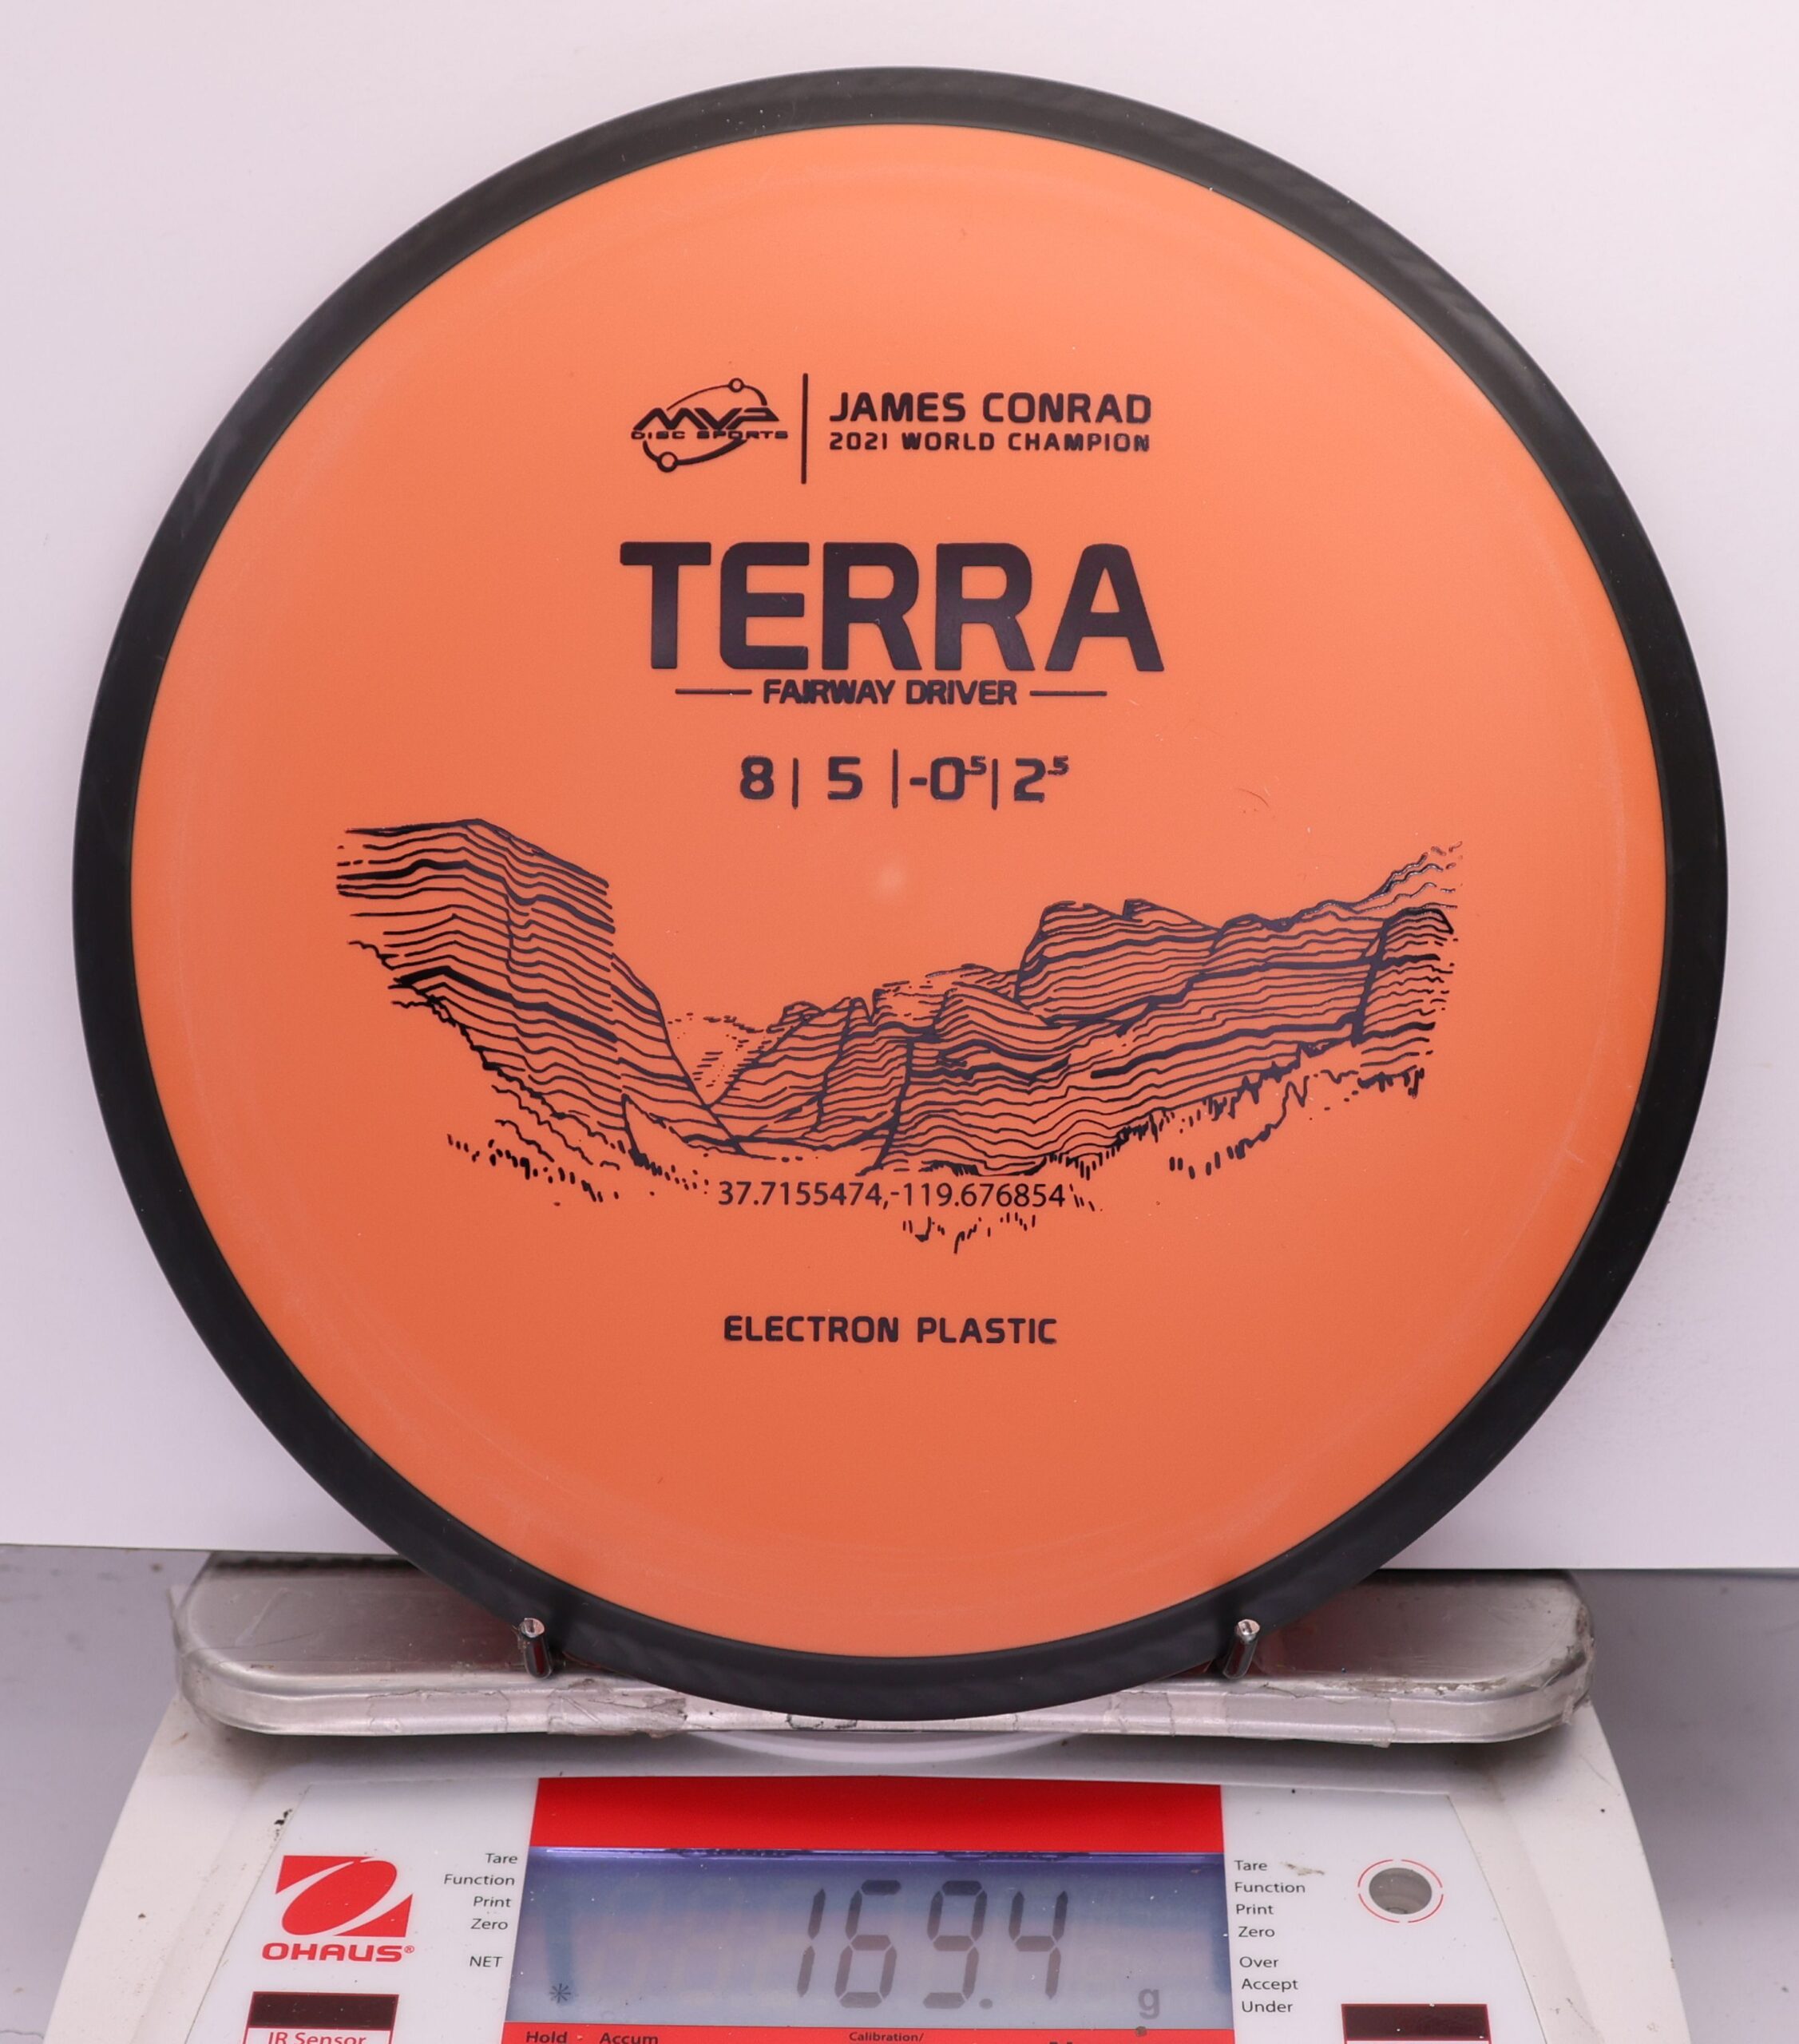 MVP
DISC SPORTS
JAMES CONRAD
2021 WORLD CHAMPION
TERRA
FAIRWAY DRIVER
8 | 5 | -0⁵ | 2⁵
37.7155474,-119.676854
ELECTRON PLASTIC
OHAUS®
Tare
Function
Print
Zero
NET
169.4
*
g
Tare
Function
Print
Zero
Over
Accept
Under
IR Sensor
Hold
Accum
Calibration/